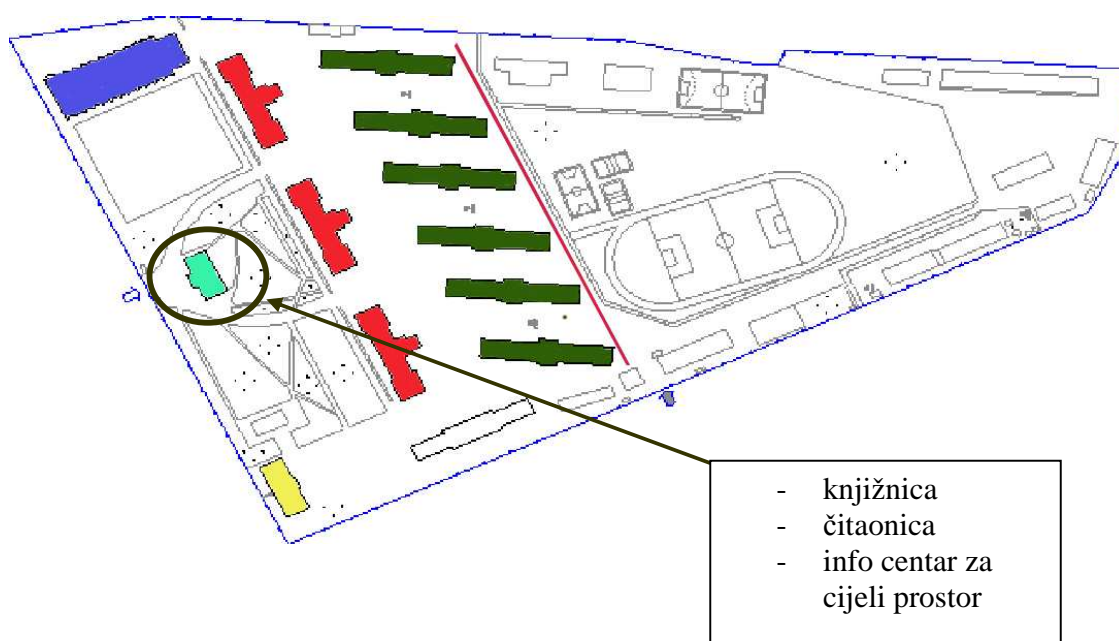 - knjižnica
- čitaonica
- info centar za
cijeli prostor